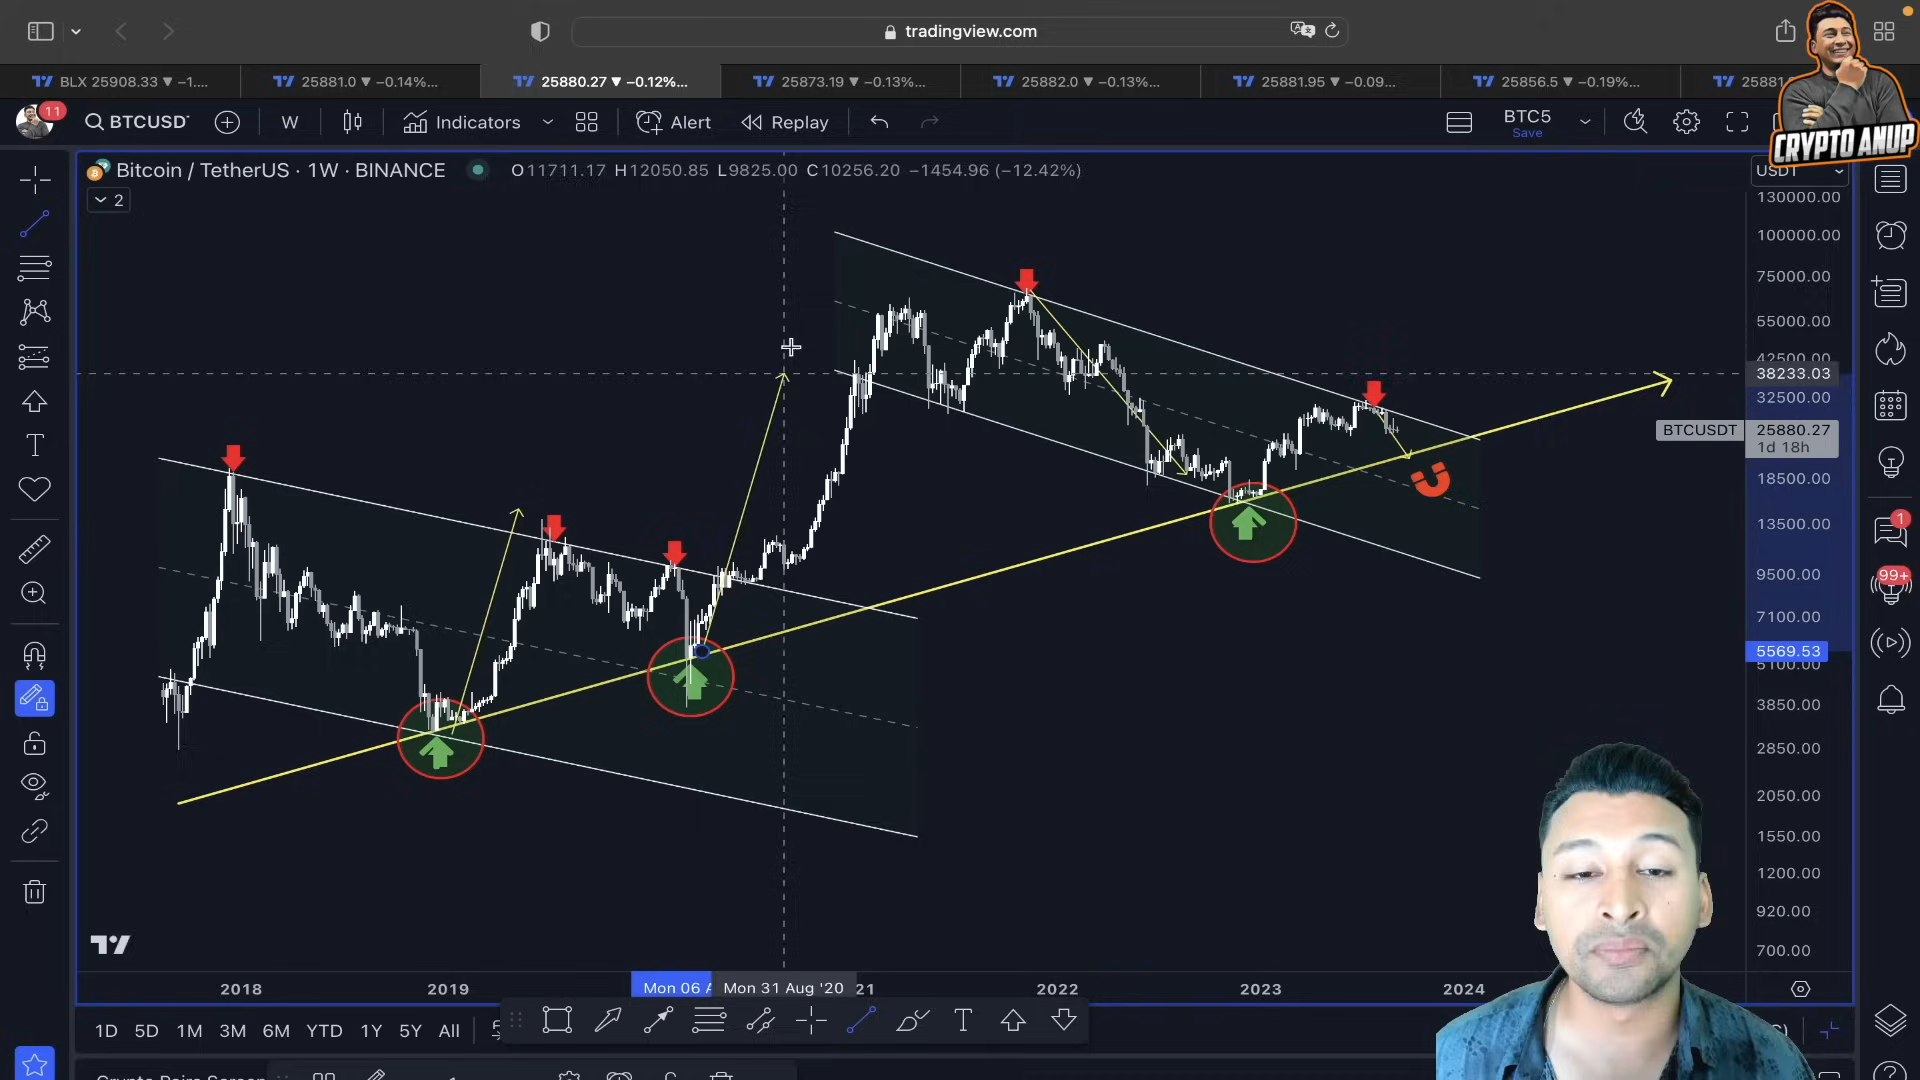 tradingview.com
BLX 25908.33 ▼ −1....
25881.0 ▼ −0.14%...
25880.27 ▼ −0.12%...
25873.19 ▼ −0.13%...
25882.0 ▼ −0.13%...
25881.95 ▼ −0.09...
25856.5 ▼ −0.19%...
CRYPTO ANUP
11
BTCUSD
W
Indicators
Alert
Replay
BTC5
Save
Bitcoin / TetherUS · 1W · BINANCE
O11711.17 H12050.85 L9825.00 C10256.20 −1454.96 (−12.42%)
USDT
2
130000.00
100000.00
75000.00
55000.00
42500.00
38233.03
32500.00
BTCUSDT 25880.27
1d 18h
18500.00
13500.00
9500.00
7100.00
5569.53
5100.00
3850.00
2850.00
2050.00
1550.00
1200.00
920.00
700.00
1
99+
2018
2019
Mon 06
Mon 31 Aug '20
21
2022
2023
2024
1D 5D 1M 3M 6M YTD 1Y 5Y All